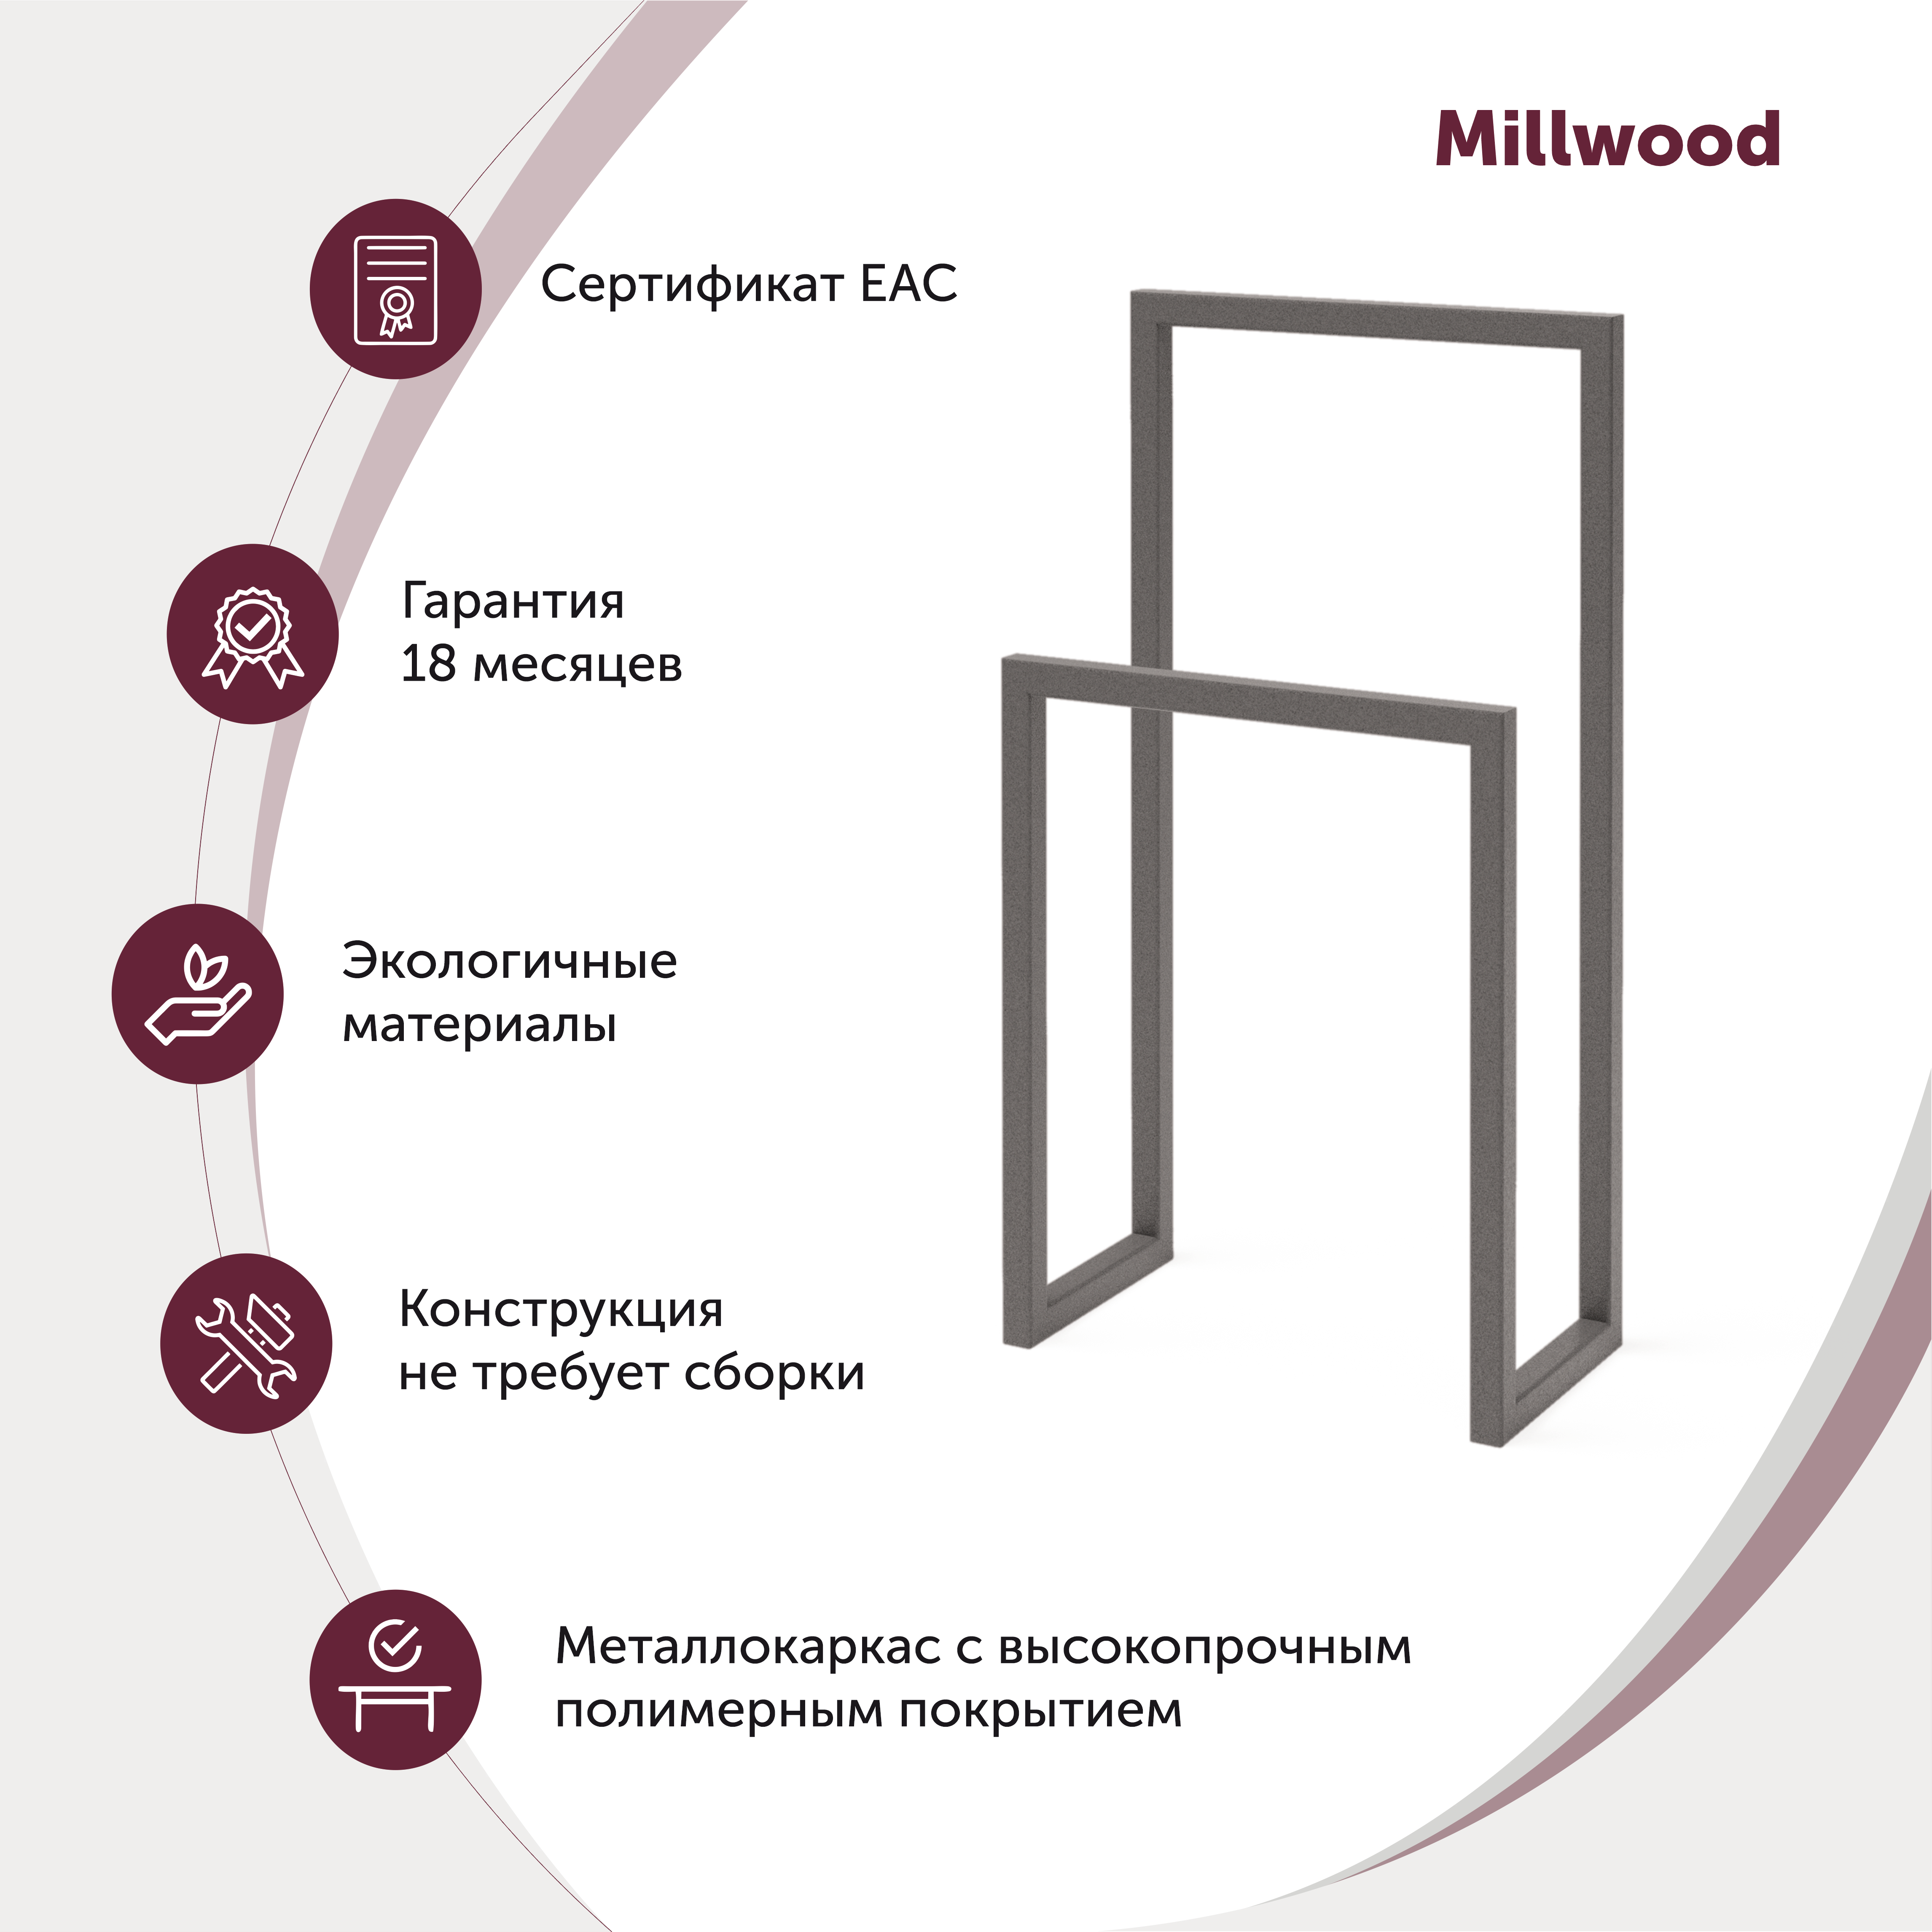 Millwood
Сертификат ЕАС
Гарантия
18 месяцев
Экологичные
материалы
Конструкция
не требует сборки
Металлокаркас с высокопрочным
полимерным покрытием